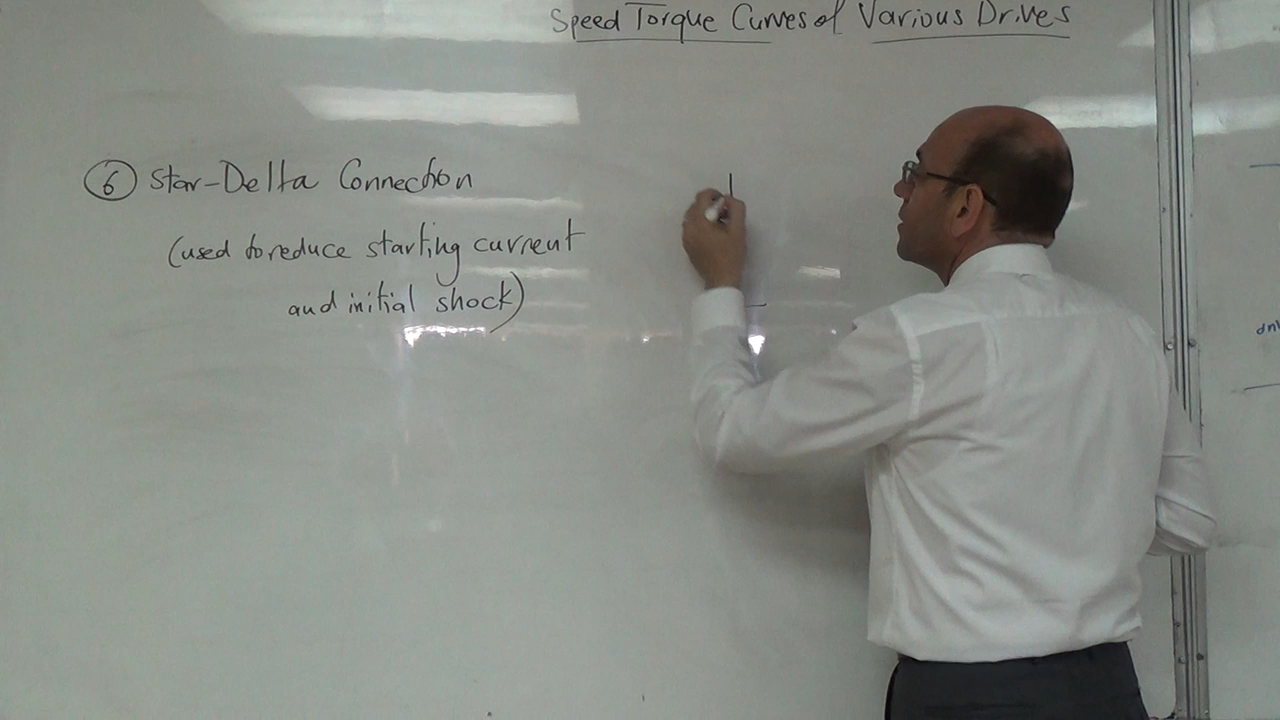 Speed Torque Curves of Various Drives
⑥ Star-Delta Connection
(used to reduce starting current
and initial shock)